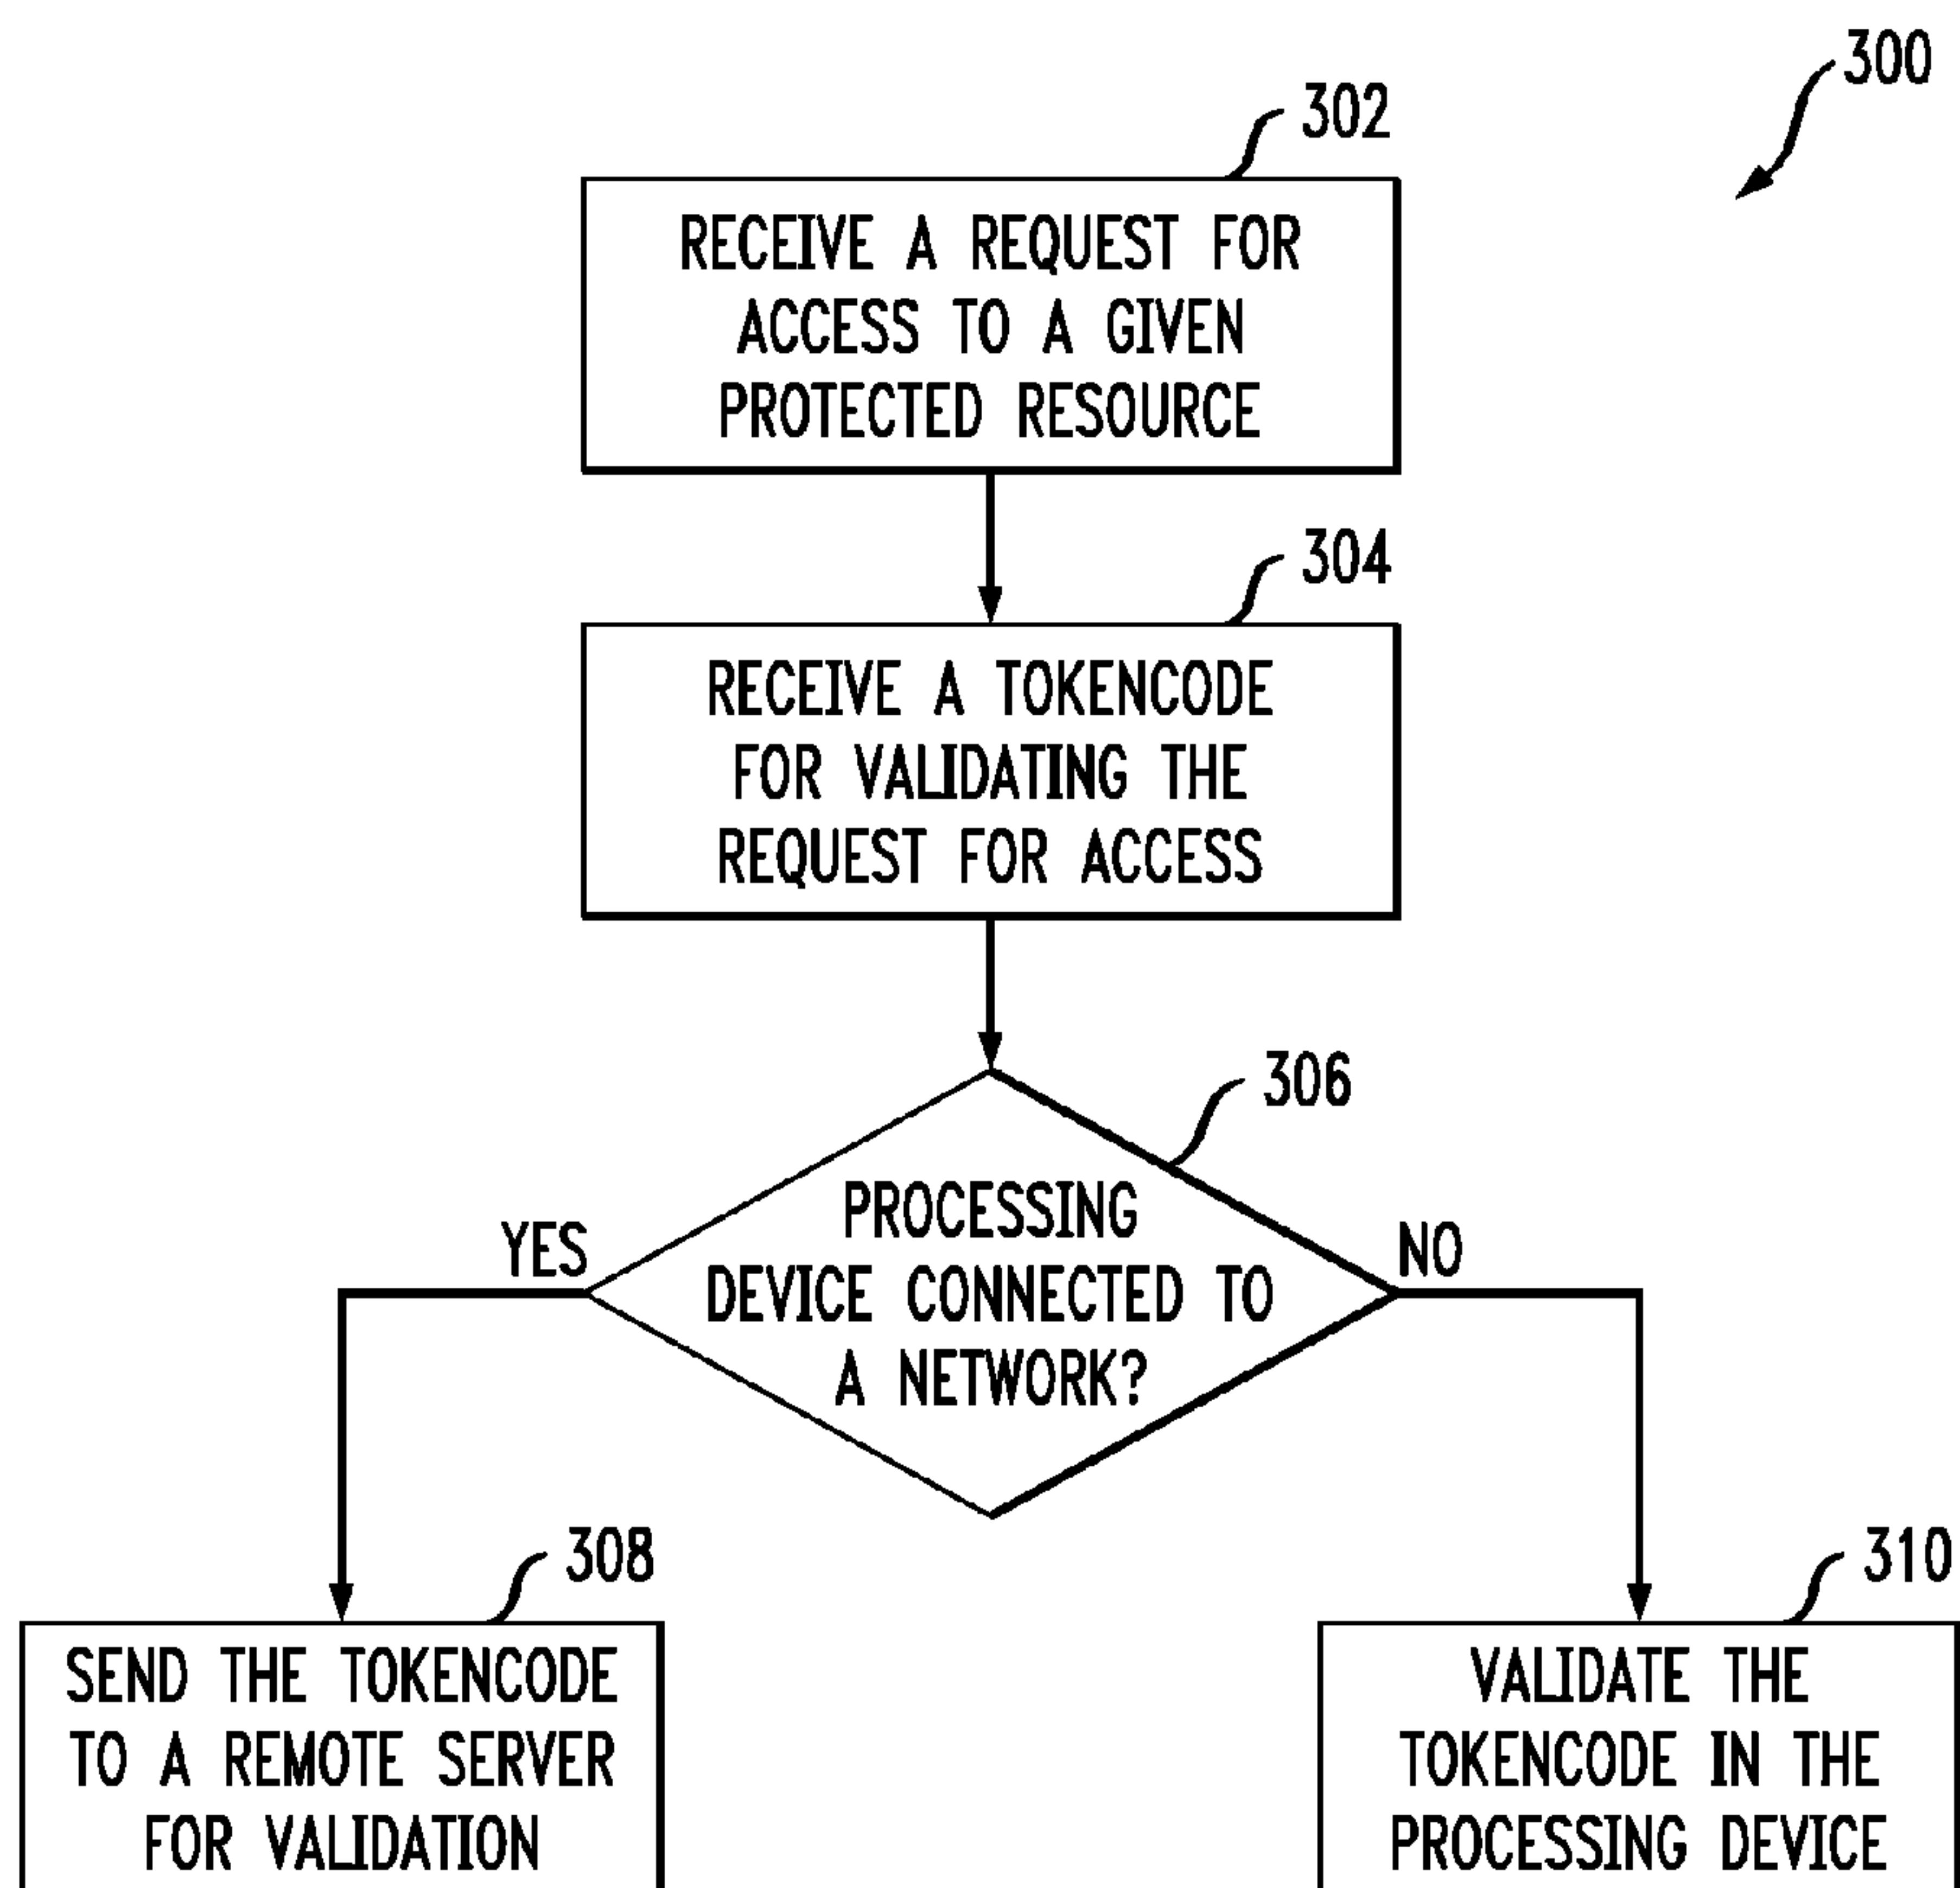 300
302
RECEIVE A REQUEST FOR
ACCESS TO A GIVEN
PROTECTED RESOURCE
304
RECEIVE A TOKENCODE
FOR VALIDATING THE
REQUEST FOR ACCESS
306
PROCESSING
DEVICE CONNECTED TO
A NETWORK?
YES
NO
308
SEND THE TOKENCODE
TO A REMOTE SERVER
FOR VALIDATION
310
VALIDATE THE
TOKENCODE IN THE
PROCESSING DEVICE